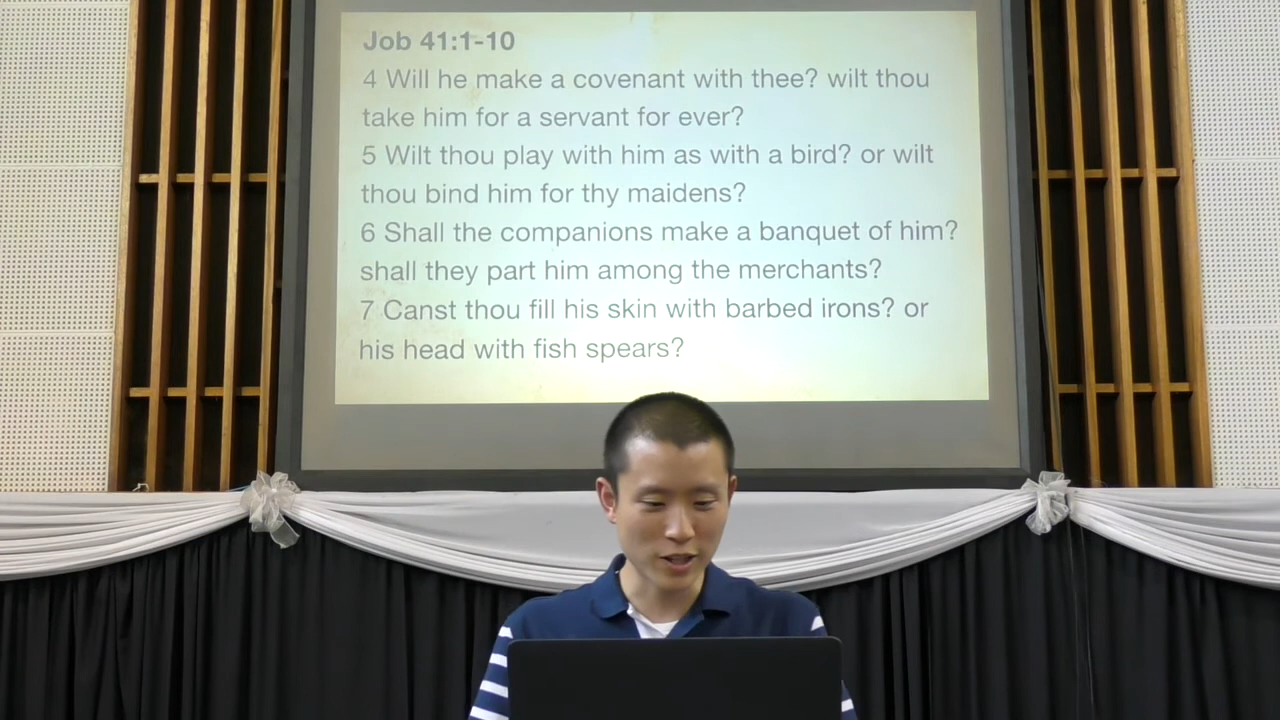 Job 41:1-10
4 Will he make a covenant with thee? wilt thou
take him for a servant for ever?
5 Wilt thou play with him as with a bird? or wilt
thou bind him for thy maidens?
6 Shall the companions make a banquet of him?
shall they part him among the merchants?
7 Canst thou fill his skin with barbed irons? or
his head with fish spears?